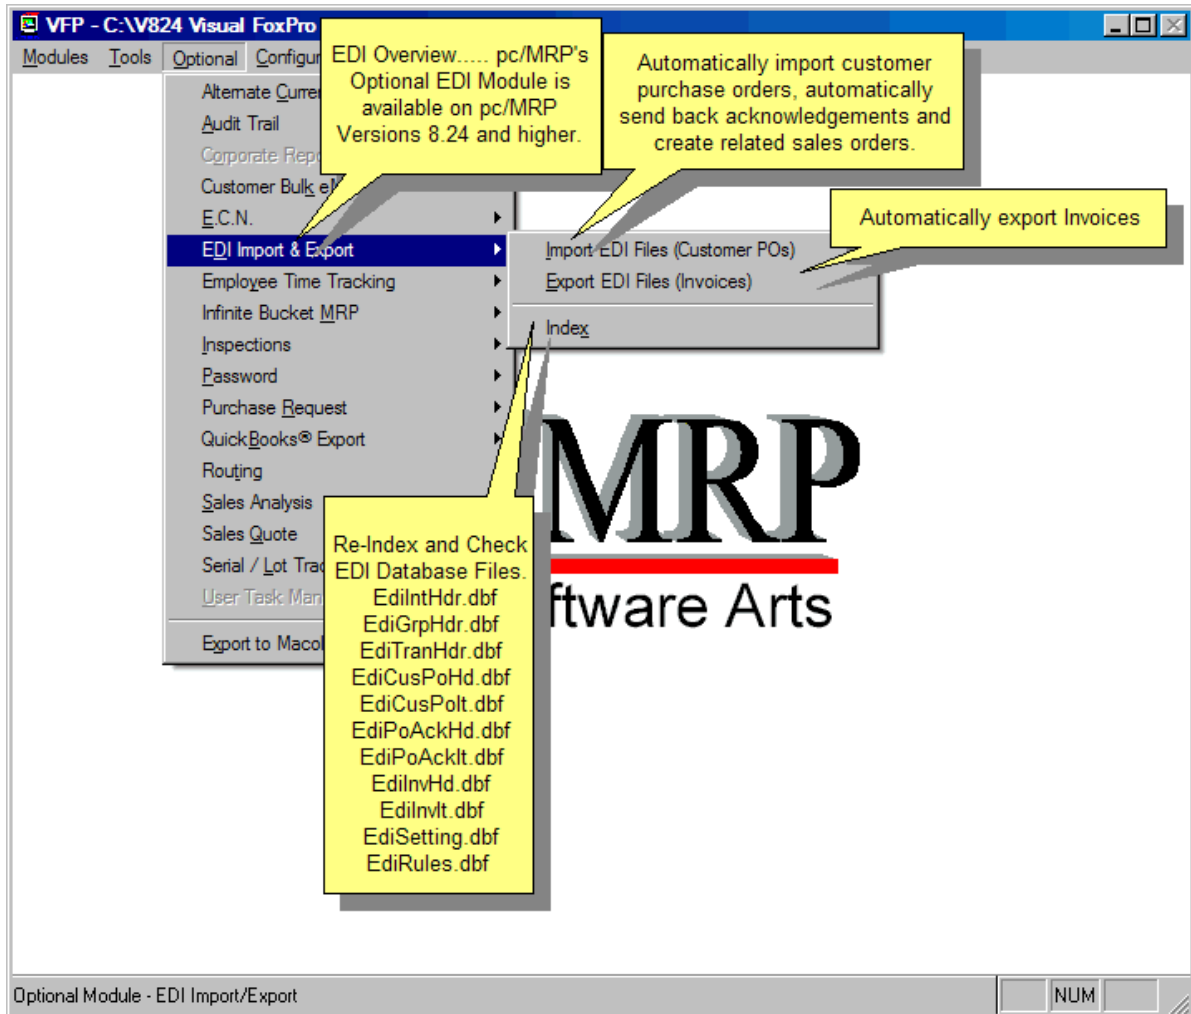 VFP - C:\V824 Visual FoxPro
Modules Tools Optional Configur
EDI Overview..... pc/MRP's
Optional EDI Module is
available on pc/MRP
Versions 8.24 and higher.
Automatically import customer
purchase orders, automatically
send back acknowledgements and
create related sales orders.
Automatically export Invoices
Alternate Curre
Audit Trail
Corporate Rep
Customer Bulk e
E.C.N.
EDI Import & Export
Employee Time Tracking
Infinite Bucket MRP
Inspections
Password
Purchase Request
QuickBooks® Export
Routing
Sales Analysis
Sales Quote
Serial / Lot Trac
User Task Man
Export to Macol
Import EDI Files (Customer POs)
Export EDI Files (Invoices)
Index
Re-Index and Check
EDI Database Files.
EdiIntHdr.dbf
EdiGrpHdr.dbf
EdiTranHdr.dbf
EdiCusPoHd.dbf
EdiCusPoIt.dbf
EdiPoAckHd.dbf
EdiPoAckIt.dbf
EdiInvHd.dbf
EdiInvIt.dbf
EdiSetting.dbf
EdiRules.dbf
MRP
ftware Arts
Optional Module - EDI Import/Export
NUM